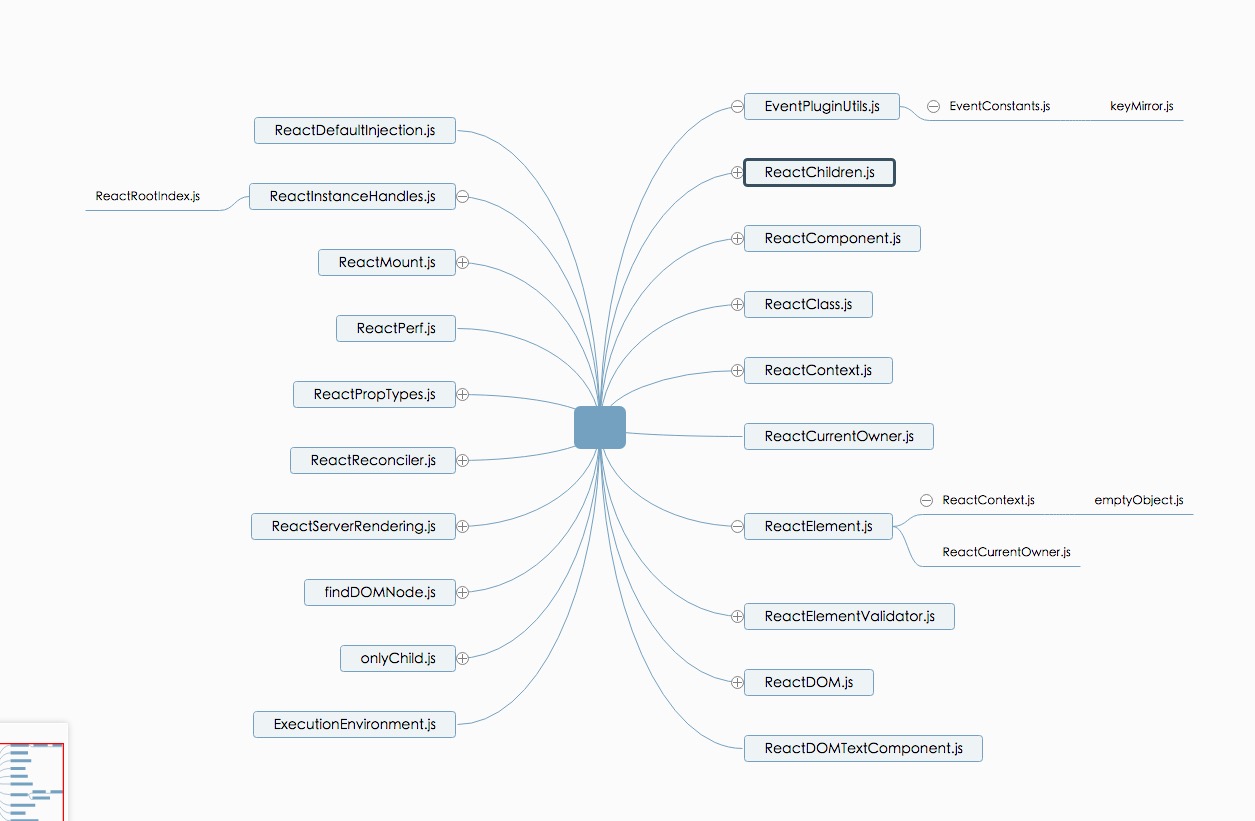 ReactDefaultInjection.js
ReactRootIndex.js
ReactInstanceHandles.js
ReactMount.js
ReactPerf.js
ReactPropTypes.js
ReactReconciler.js
ReactServerRendering.js
findDOMNode.js
onlyChild.js
ExecutionEnvironment.js
EventPluginUtils.js
EventConstants.js
keyMirror.js
ReactChildren.js
ReactComponent.js
ReactClass.js
ReactContext.js
ReactCurrentOwner.js
ReactElement.js
ReactContext.js
emptyObject.js
ReactCurrentOwner.js
ReactElementValidator.js
ReactDOM.js
ReactDOMTextComponent.js